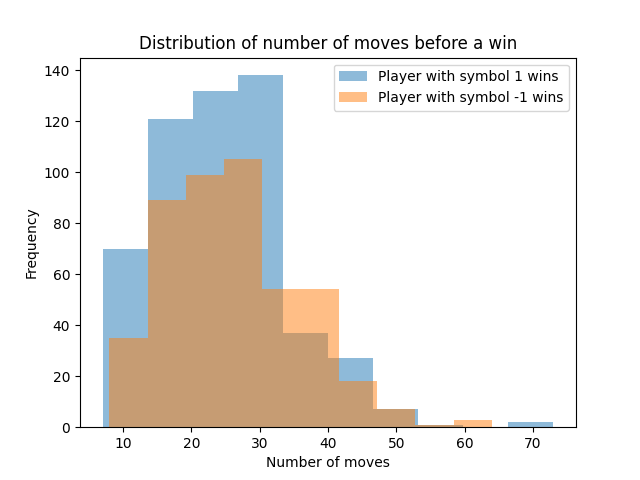 Distribution of number of moves before a win
Player with symbol 1 wins
Player with symbol -1 wins
Frequency
140
120
100
80
60
40
20
0
10 20 30 40 50 60 70
Number of moves